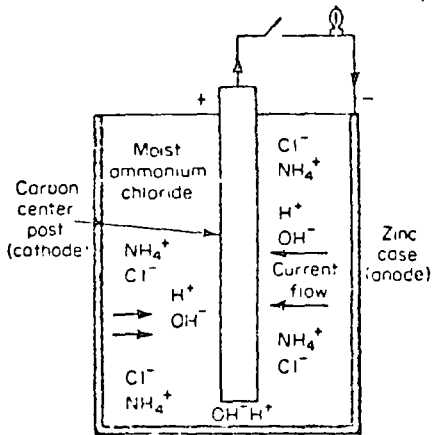 +
−
Moist
ammonium
chloride
Carbon
center
post
(cathode)
NH₄⁺
Cl⁻
H⁺
OH⁻
Cl⁻
NH₄⁺
OH⁻H⁺
Cl⁻
NH₄⁺
H⁺
OH⁻
Current
flow
NH₄⁺
Cl⁻
Zinc
case
(anode)